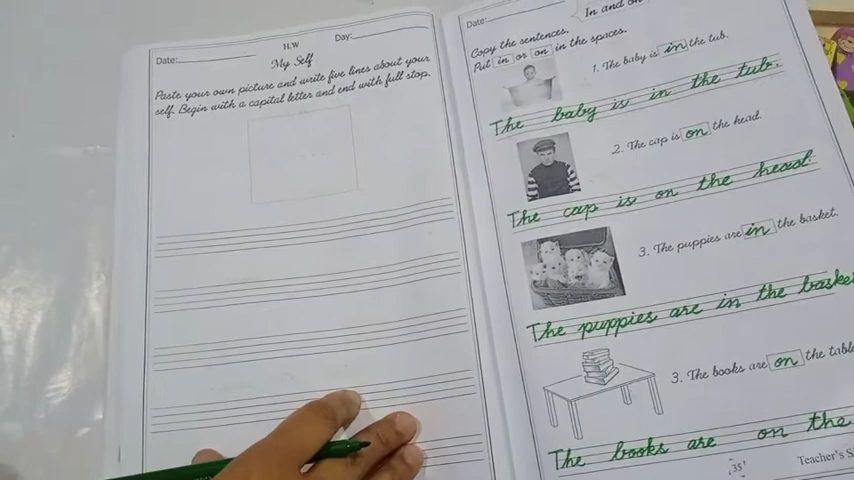 H.W
Date: Day:
My Self
Paste your own picture and write five lines about your
self. Begin with a capital letter and end with full stop.
Date:
In and on
Copy the sentences.
Put in or on in the spaces.
1. The baby is in the tub.
The baby is in the tub.
2. The cap is on the head.
The cap is on the head.
3. The puppies are in the basket.
The puppies are in the baske
3. The books are on the table
The books are on the
35
Teacher's S